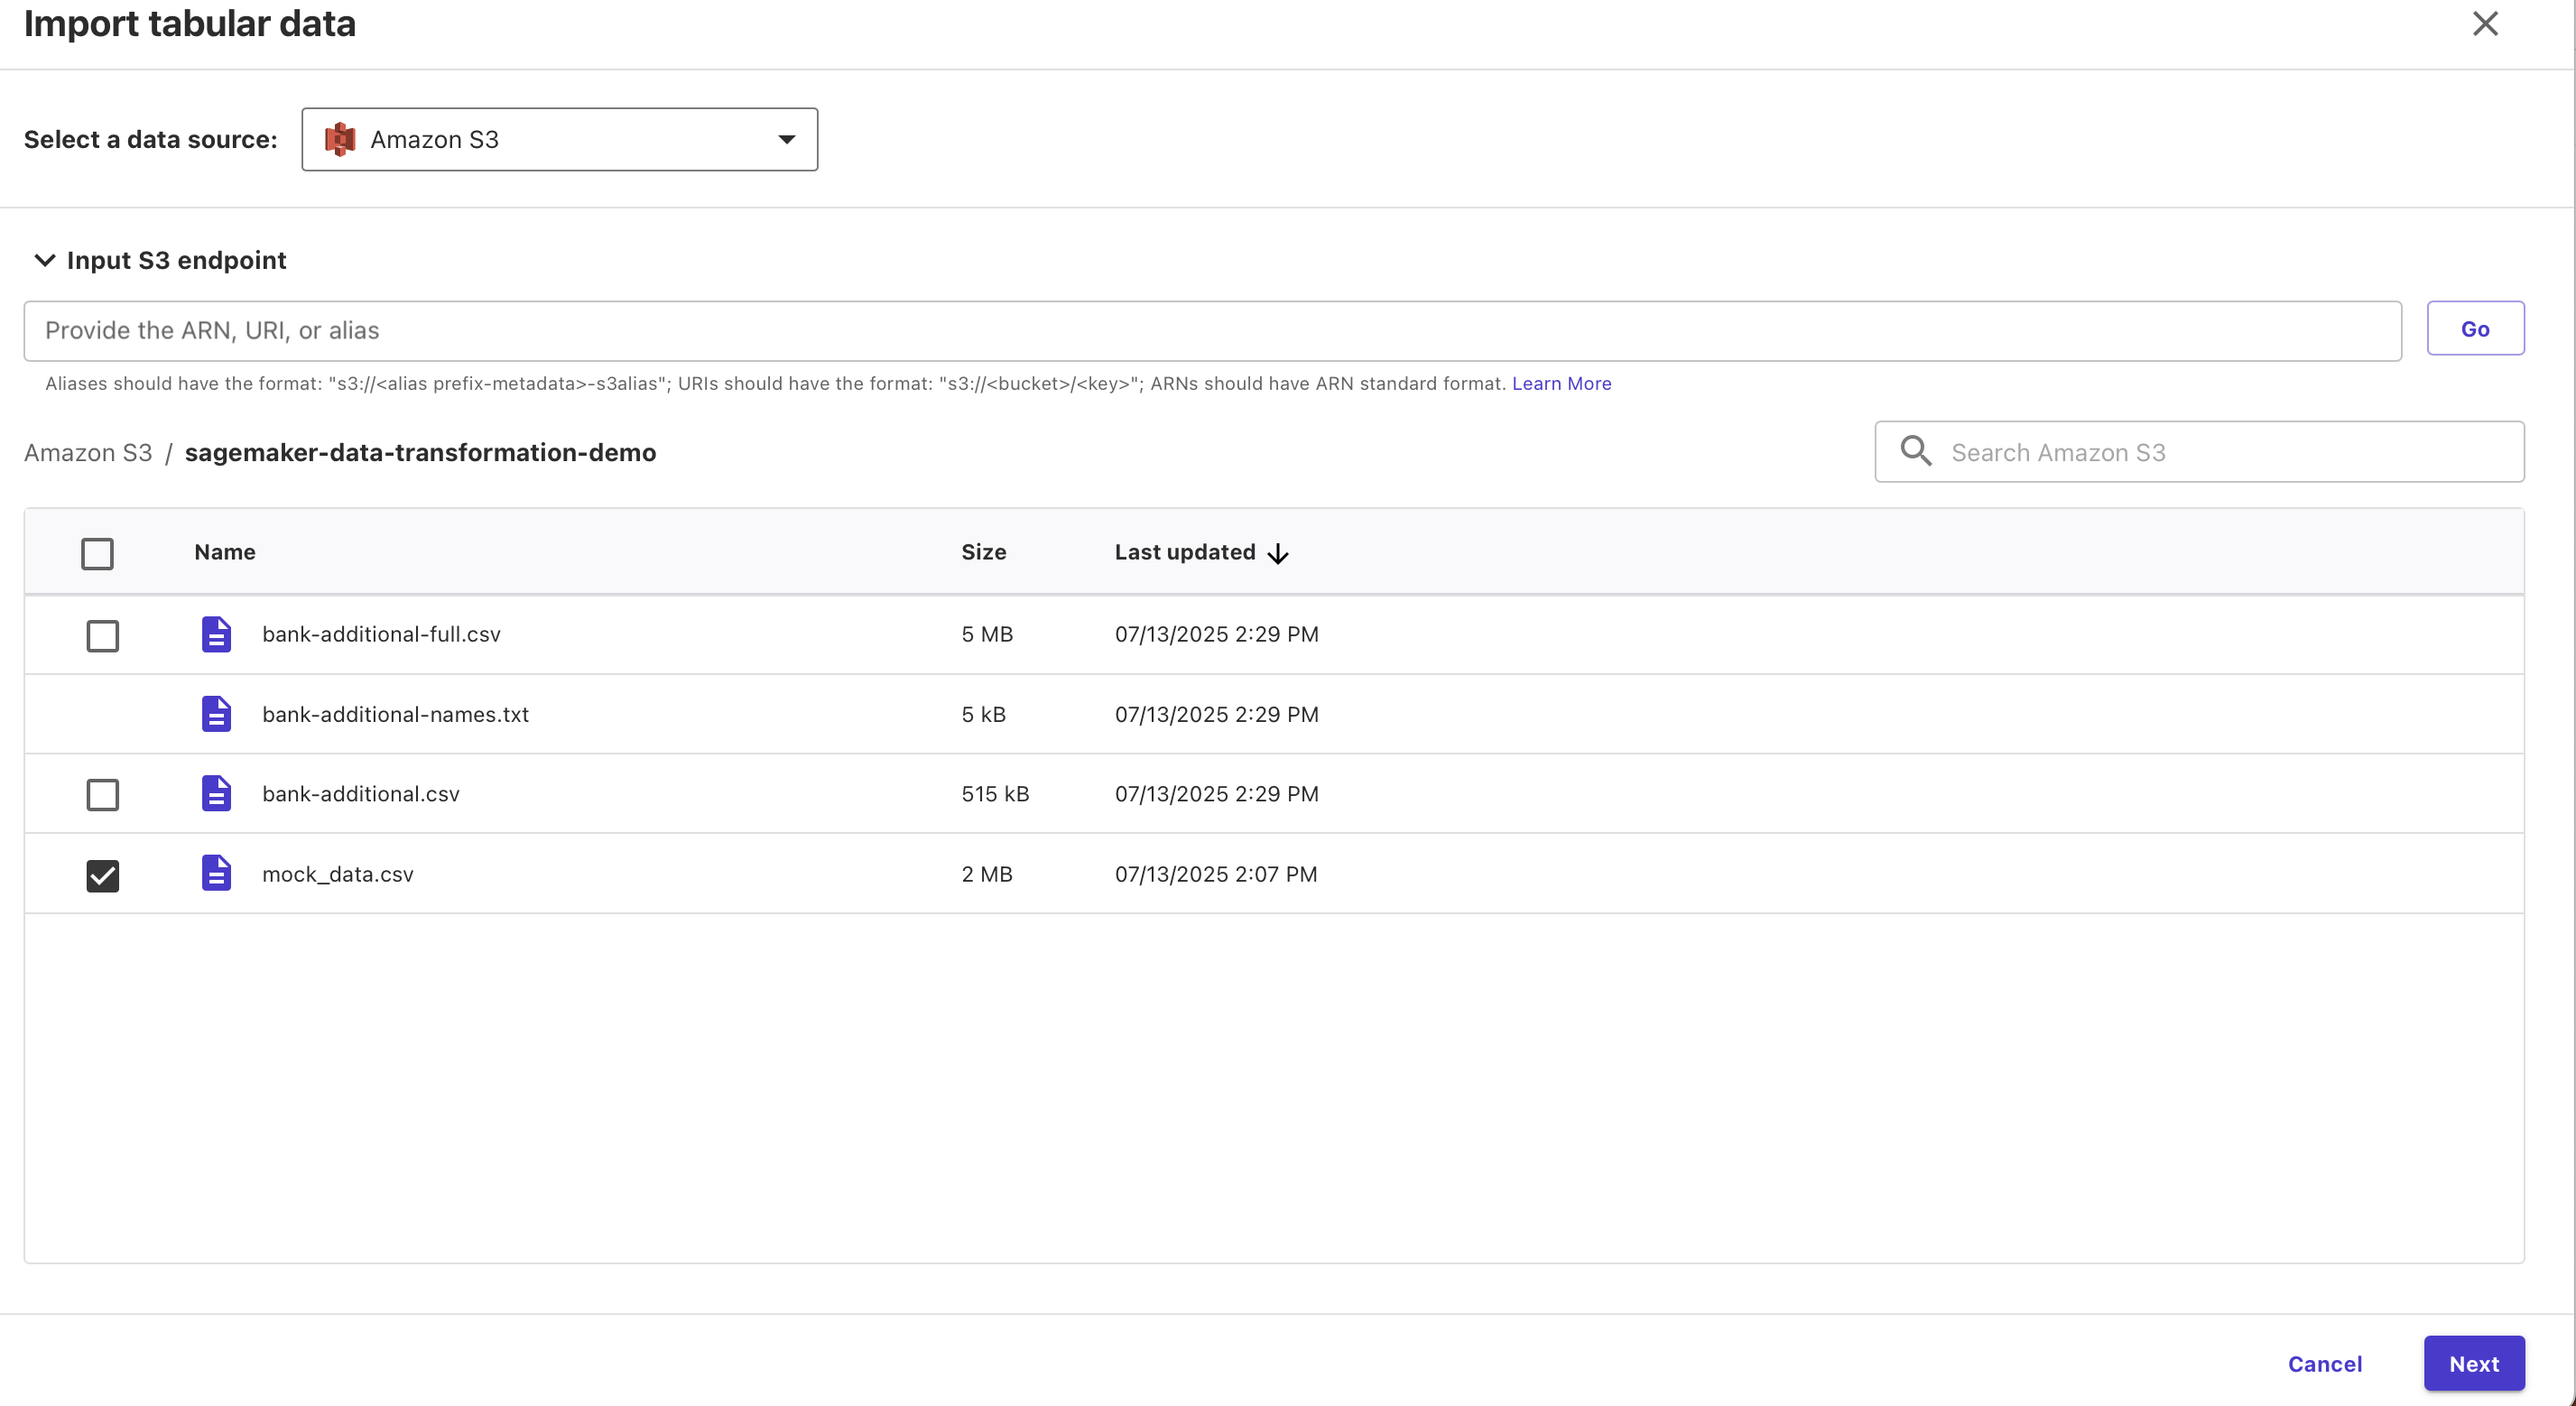 Import tabular data
Select a data source: Amazon S3
Input S3 endpoint
Provide the ARN, URI, or alias
Go
Aliases should have the format: "s3://<alias prefix-metadata>-s3alias"; URIs should have the format: "s3://<bucket>/<key>"; ARNs should have ARN standard format. Learn More
Amazon S3 / sagemaker-data-transformation-demo
Search Amazon S3
Name Size Last updated
bank-additional-full.csv 5 MB 07/13/2025 2:29 PM
bank-additional-names.txt 5 kB 07/13/2025 2:29 PM
bank-additional.csv 515 kB 07/13/2025 2:29 PM
mock_data.csv 2 MB 07/13/2025 2:07 PM
Cancel Next